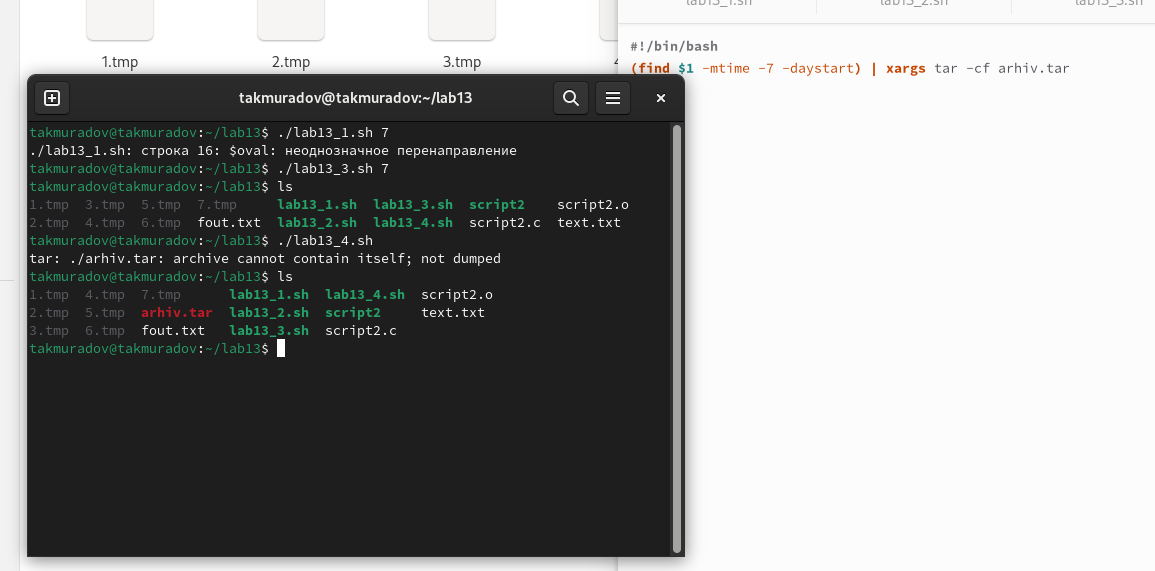 lab13_1.sh lab13_2.sh lab13_3.sh
1.tmp 2.tmp 3.tmp
#!/bin/bash
(find $1 -mtime -7 -daystart) | xargs tar -cf arhiv.tar
takmuradov@takmuradov:~/lab13
takmuradov@takmuradov:~/lab13$ ./lab13_1.sh 7
./lab13_1.sh: строка 16: $oval: неоднозначное перенаправление
takmuradov@takmuradov:~/lab13$ ./lab13_3.sh 7
takmuradov@takmuradov:~/lab13$ ls
1.tmp 3.tmp 5.tmp 7.tmp lab13_1.sh lab13_3.sh script2 script2.o
2.tmp 4.tmp 6.tmp fout.txt lab13_2.sh lab13_4.sh script2.c text.txt
takmuradov@takmuradov:~/lab13$ ./lab13_4.sh
tar: ./arhiv.tar: archive cannot contain itself; not dumped
takmuradov@takmuradov:~/lab13$ ls
1.tmp 4.tmp 7.tmp lab13_1.sh lab13_4.sh script2.o
2.tmp 5.tmp arhiv.tar lab13_2.sh script2 text.txt
3.tmp 6.tmp fout.txt lab13_3.sh script2.c
takmuradov@takmuradov:~/lab13$